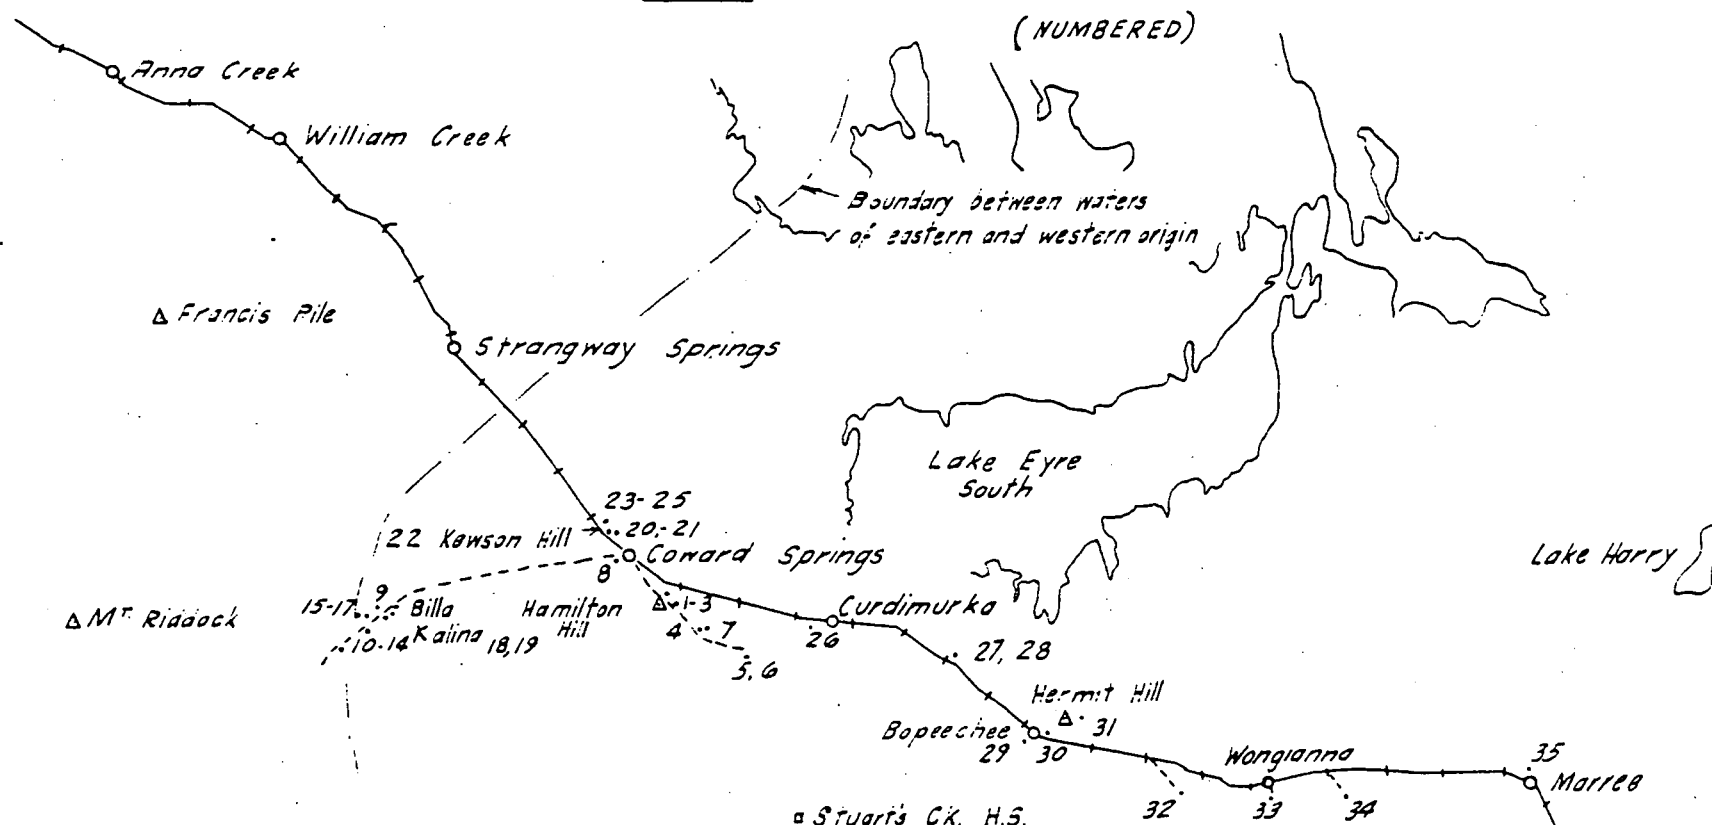 (NUMBERED)
Anna Creek
William Creek
Boundary between waters
of eastern and western origin
Francis Pile
Strangway Springs
Lake Eyre
South
23-25
22 Kewson Hill
20,-21
Coward Springs
8
Lake Harry
9
15-17
Billa
Kalina
Hamilton
Hill
1-3
Curdimurka
Mt. Riddock
10-14
18,19
4
7
26
5,6
27, 28
Hermit Hill
31
Bopeechee
29
30
Wongianna
35
Marree
32
33
34
Stuart's CK. H.S.